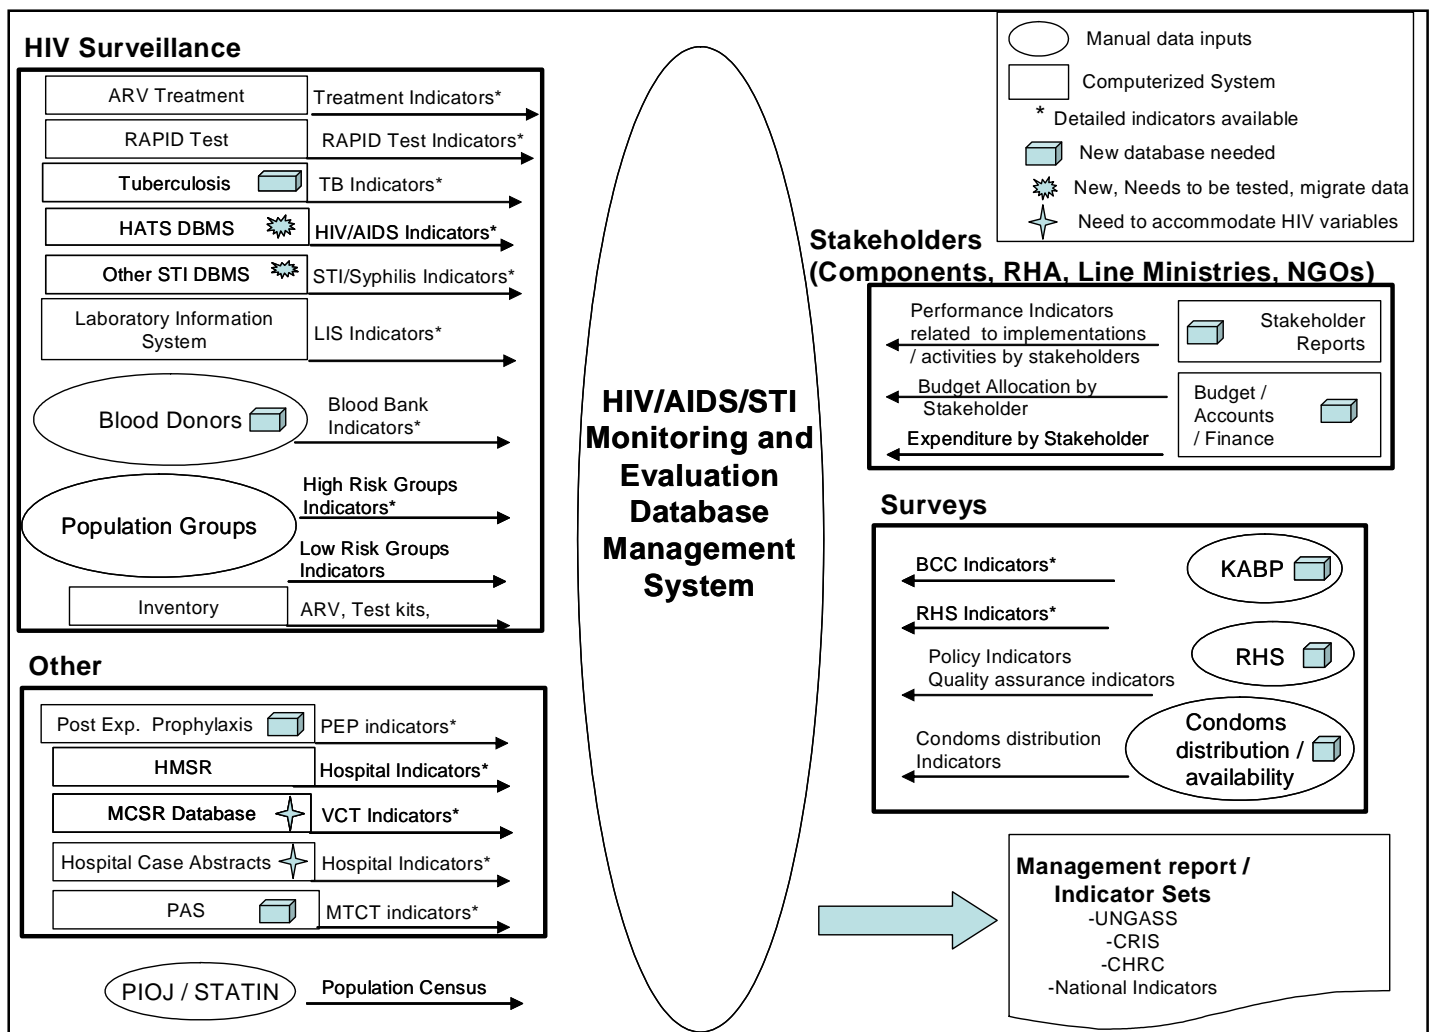 HIV Surveillance
ARV Treatment
Treatment Indicators*
RAPID Test
RAPID Test Indicators*
Tuberculosis
TB Indicators*
HATS DBMS
HIV/AIDS Indicators*
Other STI DBMS
STI/Syphilis Indicators*
Laboratory Information
System
LIS Indicators*
Blood Donors
Blood Bank
Indicators*
Population Groups
High Risk Groups
Indicators*
Low Risk Groups
Indicators
Inventory
ARV, Test kits,
Other
Post Exp. Prophylaxis
PEP indicators*
HMSR
Hospital Indicators*
MCSR Database
VCT Indicators*
Hospital Case Abstracts
Hospital Indicators*
PAS
MTCT indicators*
PIOJ / STATIN
Population Census
HIV/AIDS/STI
Monitoring and
Evaluation
Database
Management
System
Manual data inputs
Computerized System
* Detailed indicators available
New database needed
New, Needs to be tested, migrate data
Need to accommodate HIV variables
Stakeholders
(Components, RHA, Line Ministries, NGOs)
Performance Indicators
related to implementations
/ activities by stakeholders
Stakeholder
Reports
Budget Allocation by
Stakeholder
Expenditure by Stakeholder
Budget /
Accounts
/ Finance
Surveys
BCC Indicators*
KABP
RHS Indicators*
RHS
Policy Indicators
Quality assurance indicators
Condoms distribution
Indicators
Condoms
distribution /
availability
Management report /
Indicator Sets
-UNGASS
-CRIS
-CHRC
-National Indicators